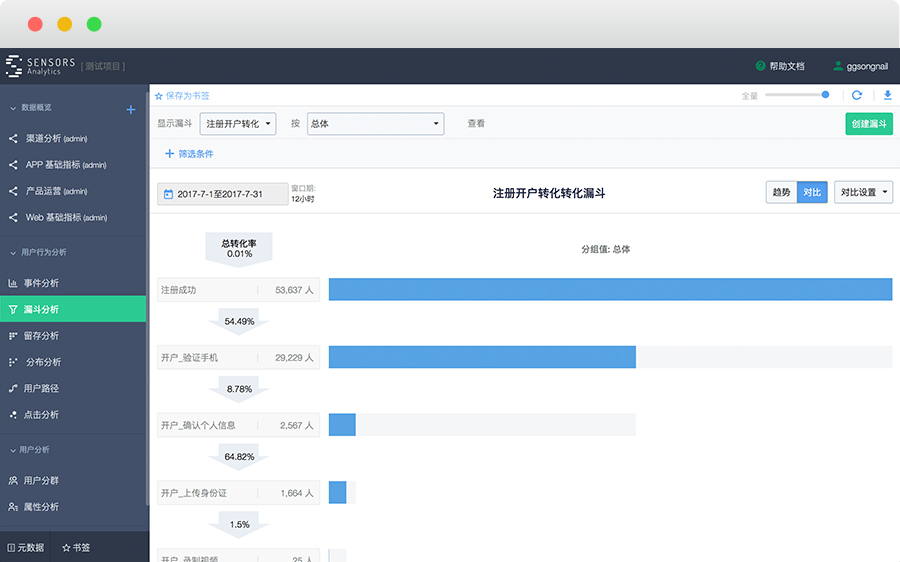 SENSORS
Analytics
[ 测试项目 ]
帮助文档
ggsongnail
数据概览
渠道分析 (admin)
APP 基础指标 (admin)
产品运营 (admin)
Web 基础指标 (admin)
用户行为分析
事件分析
漏斗分析
留存分析
分布分析
用户路径
点击分析
用户分析
用户分群
属性分析
元数据
书签
保存为书签
全量
显示漏斗
注册开户转化
按
总体
查看
创建漏斗
筛选条件
2017-7-1至2017-7-31
窗口期:
12小时
注册开户转化转化漏斗
趋势
对比
对比设置
总转化率
0.01%
分组值: 总体
注册成功 53,637 人
54.49%
开户_验证手机 29,229 人
8.78%
开户_确认个人信息 2,567 人
64.82%
开户_上传身份证 1,664 人
1.5%
开户_录制视频 25 人